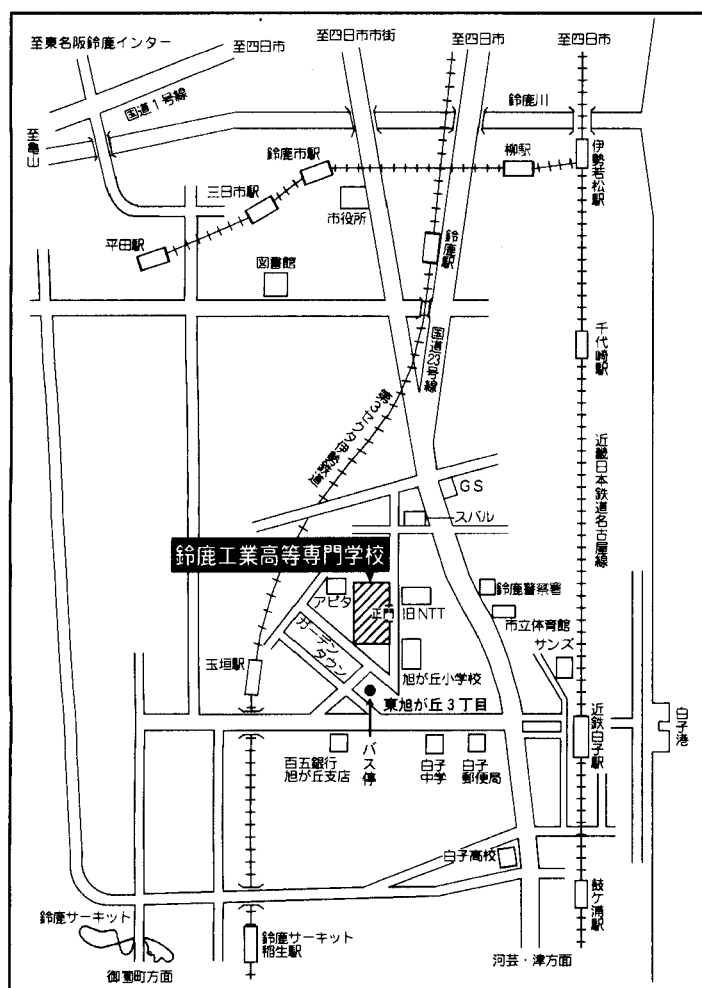 至東名阪鈴鹿インター
至四日市
至四日市市街
至四日市
至四日市
国道1号線
鈴鹿川
至亀山
鈴鹿市駅
柳駅
伊勢若松駅
三日市駅
市役所
平田駅
鈴鹿駅
図書館
国道23号線
千代崎駅
第3セクタ伊勢鉄道
近畿日本鉄道名古屋線
GS
スバル
鈴鹿工業高等専門学校
アピタ
正門
旧NTT
鈴鹿警察署
市立体育館
サンズ
ガーデン
タウン
玉垣駅
旭が丘小学校
東旭が丘3丁目
近鉄白子駅
白子港
百五銀行
旭が丘支店
バス停
白子
中学
白子
郵便局
白子高校
鼓ヶ浦駅
鈴鹿サーキット
鈴鹿サーキット
稲生駅
御薗町方面
河芸・津方面